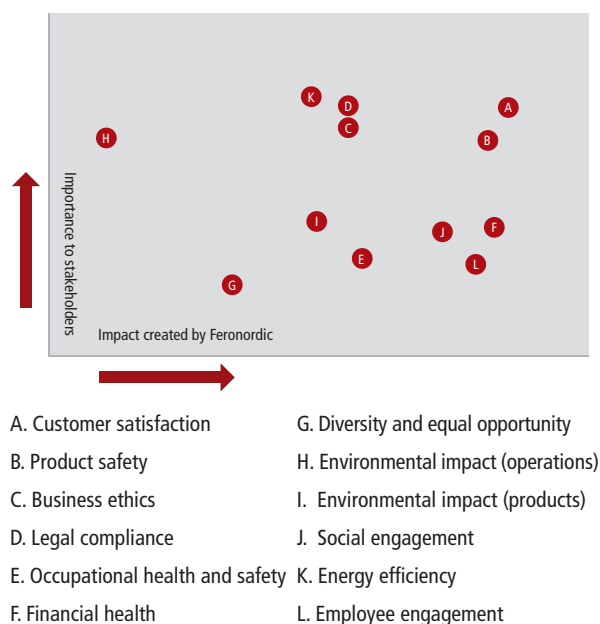 K
D
A
C
H
B
I
F
J
E
L
G
Importance to stakeholders
Impact created by Feronordic
A. Customer satisfaction
B. Product safety
C. Business ethics
D. Legal compliance
E. Occupational health and safety
F. Financial health
G. Diversity and equal opportunity
H. Environmental impact (operations)
I. Environmental impact (products)
J. Social engagement
K. Energy efficiency
L. Employee engagement